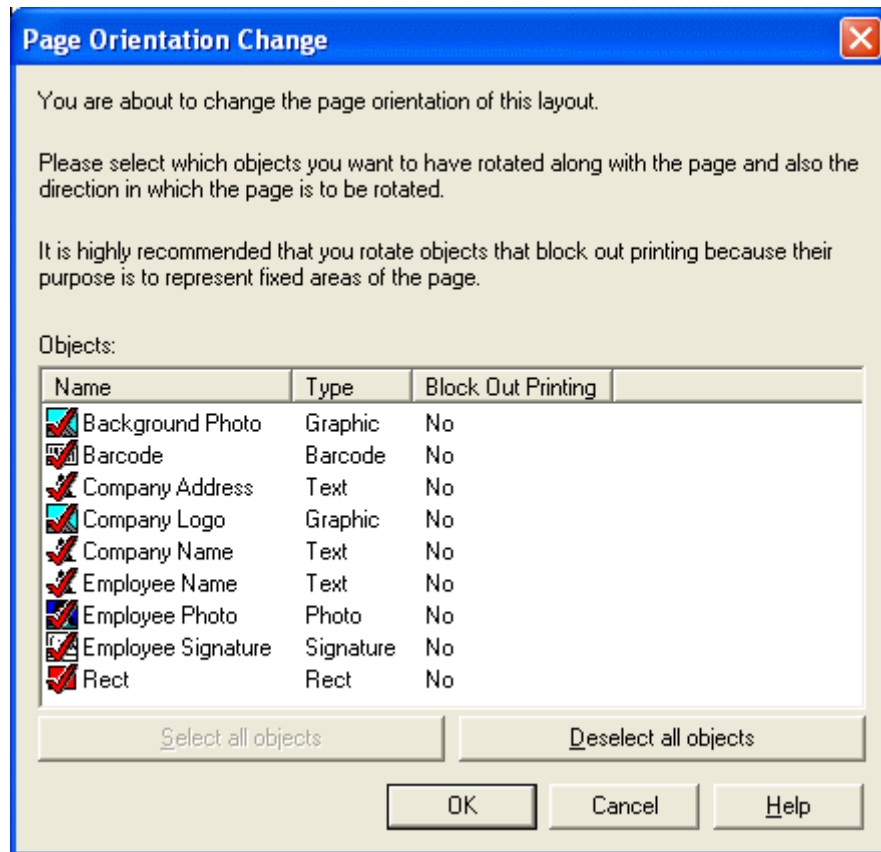 Page Orientation Change
You are about to change the page orientation of this layout.
Please select which objects you want to have rotated along with the page and also the
direction in which the page is to be rotated.
It is highly recommended that you rotate objects that block out printing because their
purpose is to represent fixed areas of the page.
Objects:
Name Type Block Out Printing
Background Photo Graphic No
Barcode Barcode No
Company Address Text No
Company Logo Graphic No
Company Name Text No
Employee Name Text No
Employee Photo Photo No
Employee Signature Signature No
Rect Rect No
Select all objects Deselect all objects
OK Cancel Help